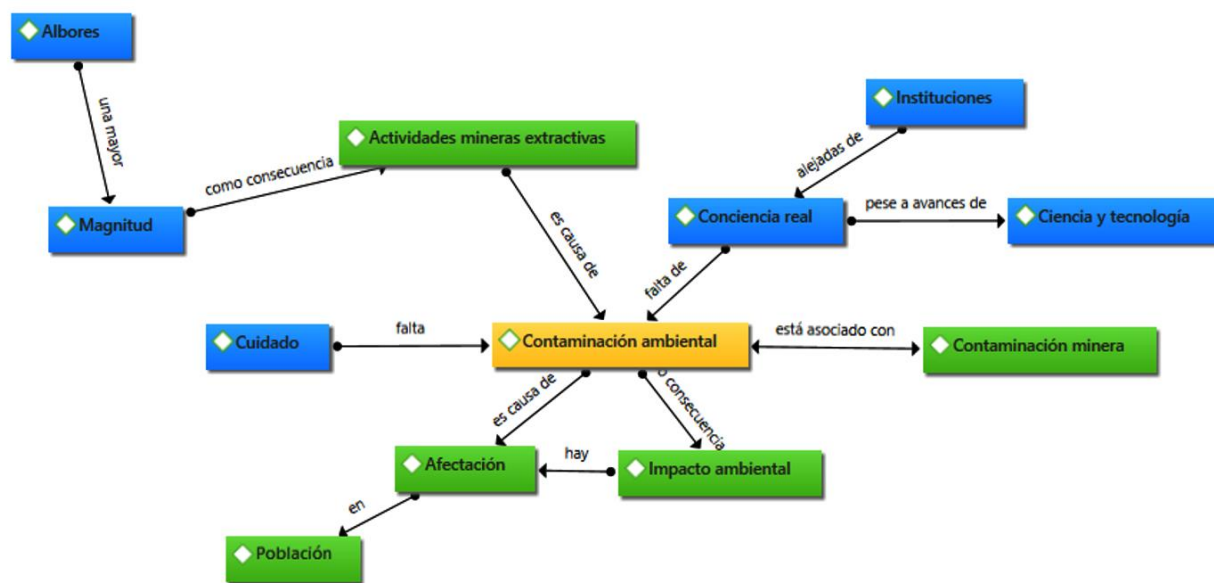 Albores
una mayor
Magnitud
como consecuencia
Actividades mineras extractivas
es causa de
Instituciones
alejadas de
Conciencia real
pese a avances de
Ciencia y tecnología
falta de
Cuidado
falta
Contaminación ambiental
está asociado con
Contaminación minera
es causa de
o consecuencia
Afectación
hay
Impacto ambiental
en
Población